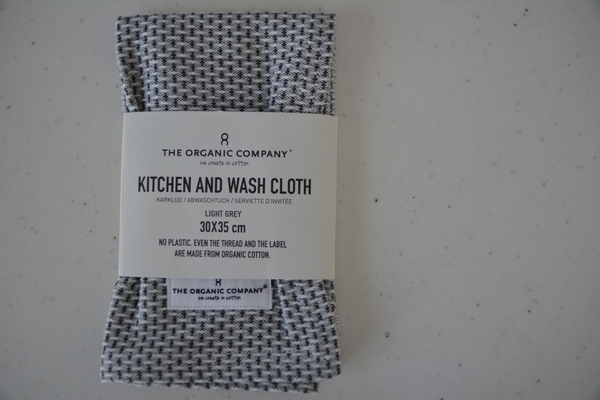 THE ORGANIC COMPANY®
we create in cotton
KITCHEN AND WASH CLOTH
KARKLUD / ABWASCHTUCH / SERVIETTE D'INVITÉE
LIGHT GREY
30X35 cm
NO PLASTIC. EVEN THE THREAD AND THE LABEL
ARE MADE FROM ORGANIC COTTON.
THE ORGANIC COMPANY®
we create in cotton